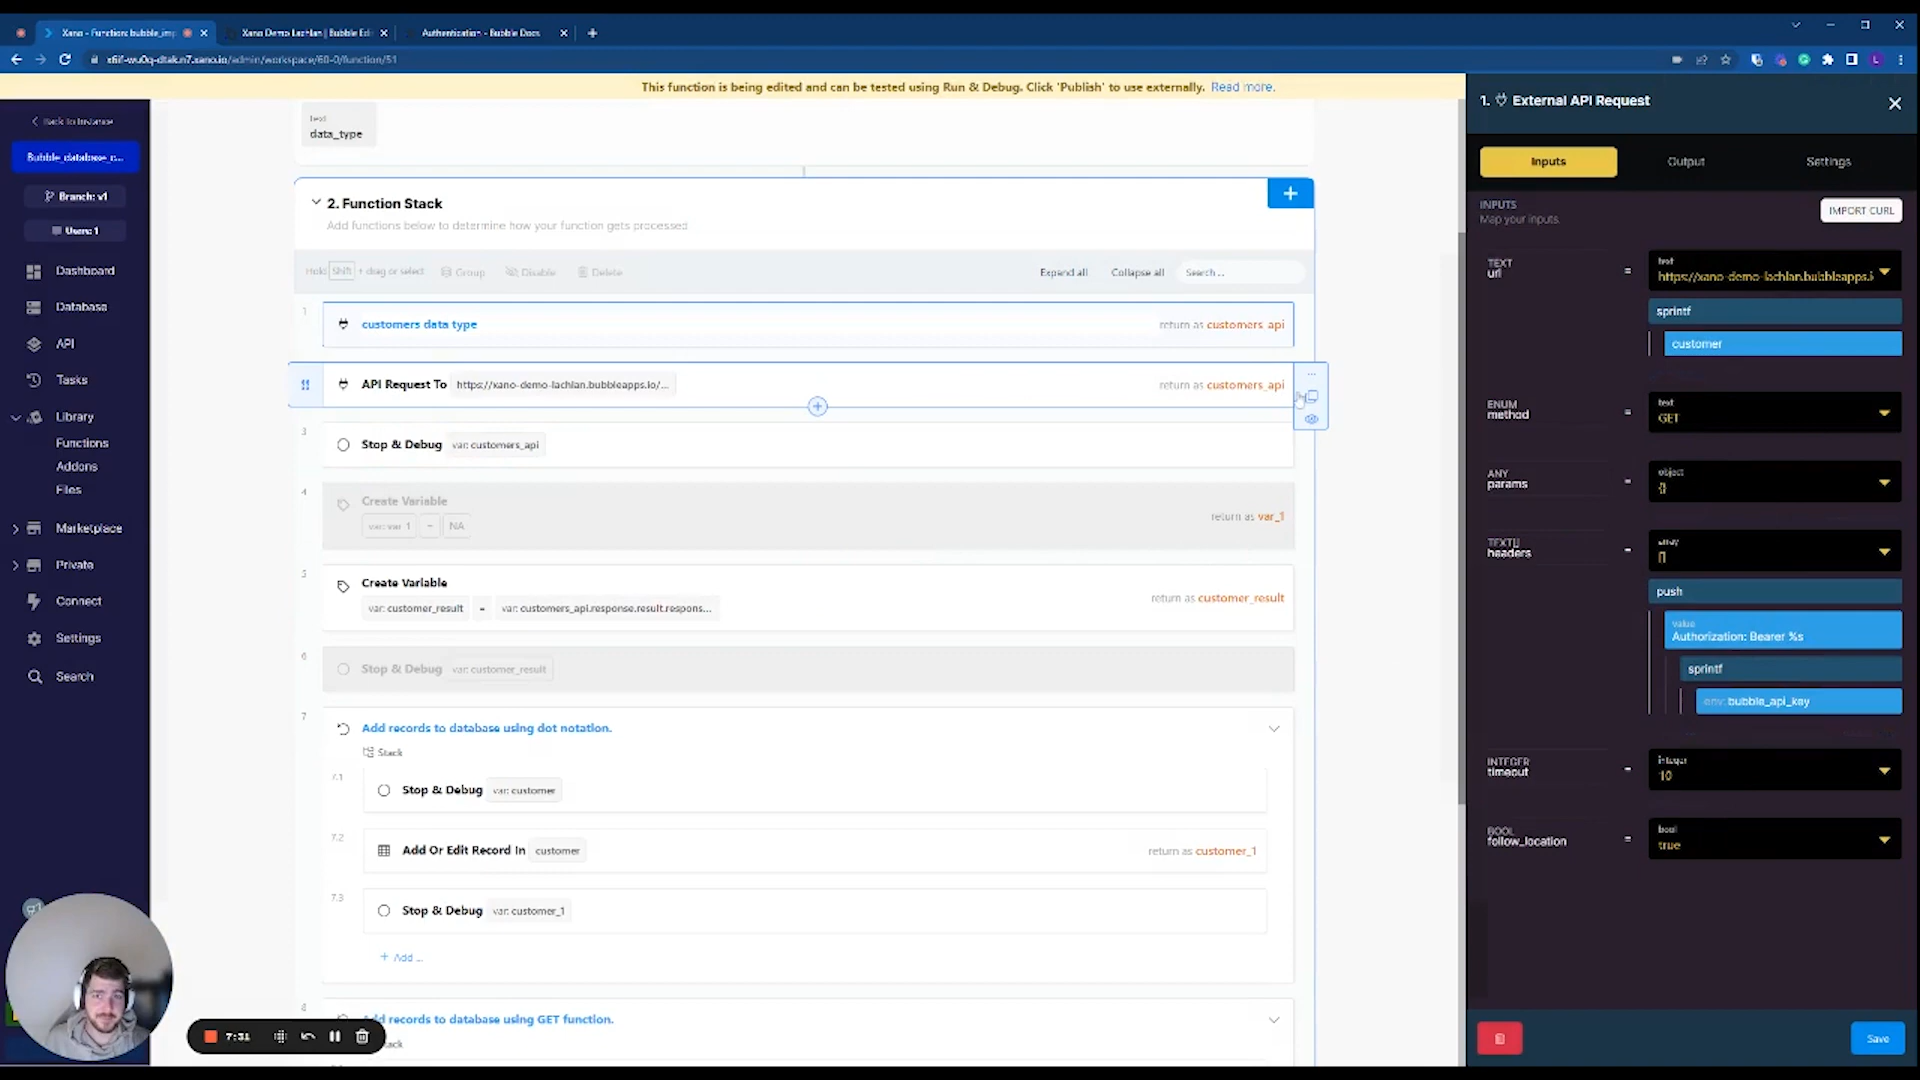 Xano - Function: bubble_imp
Xano Demo Lachlan | Bubble Edi
Authentication - Bubble Docs
x6if-wu0q-dtak.n7.xano.io/admin/workspace/60-0/function/51
This function is being edited and can be tested using Run & Debug. Click 'Publish' to use externally. Read more.
Back to Instance
Bubble_database_c...
Branch: v1
Users: 1
Dashboard
Database
API
Tasks
Library
Functions
Addons
Files
Marketplace
Private
Connect
Settings
Search
text
data_type
2. Function Stack
Add functions below to determine how your function gets processed
Hold Shift + drag or select
Group
Disable
Delete
Expand all
Collapse all
Search...
1
customers data type
return as customers_api
API Request To https://xano-demo-lachlan.bubbleapps.io/...
return as customers_api
3
Stop & Debug var: customers_api
4
Create Variable
var: var_1 = NA
return as var_1
5
Create Variable
var: customer_result = var: customers_api.response.result.respons...
return as customer_result
6
Stop & Debug var: customer_result
7
Add records to database using dot notation.
Stack
7.1
Stop & Debug var: customer
7.2
Add Or Edit Record In customer
return as customer_1
7.3
Stop & Debug var: customer_1
+ Add ...
8
Add records to database using GET function.
7:31
1. External API Request
Inputs
Output
Settings
INPUTS
Map your inputs.
IMPORT CURL
TEXT
url
=
text
https://xano-demo-lachlan.bubbleapps.i
sprintf
customer
ENUM
method
=
text
GET
ANY
params
=
object
{}
TEXT[]
headers
=
array
[]
push
value
Authorization: Bearer %s
sprintf
env: bubble_api_key
INTEGER
timeout
=
integer
10
BOOL
follow_location
=
bool
true
Save